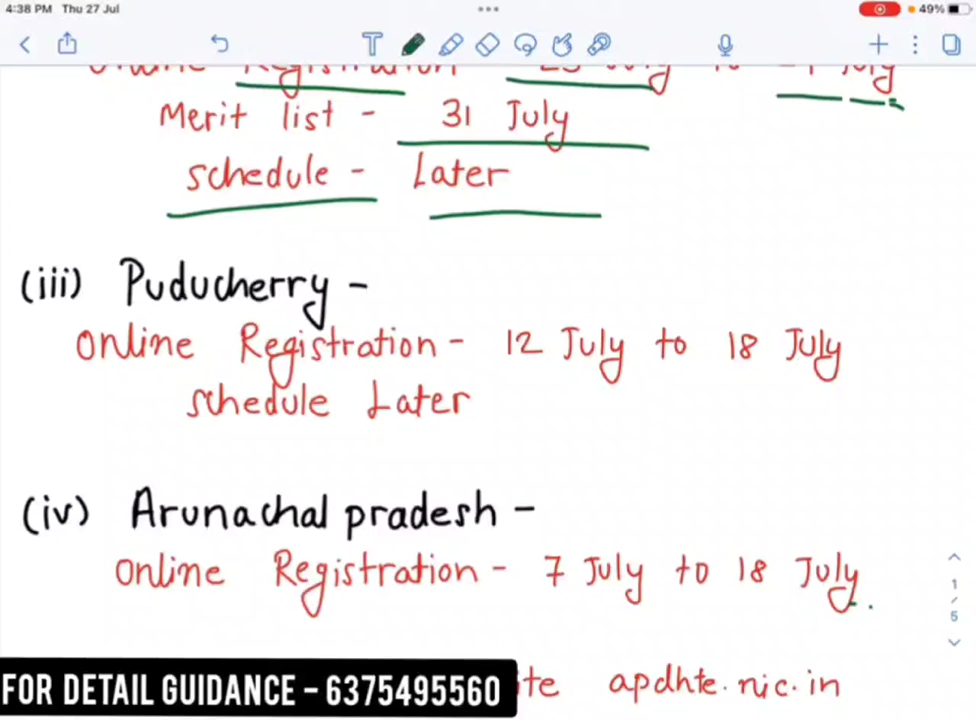 4:38 PM Thu 27 Jul
49%
Registration
July
Merit list - 31 July
schedule - Later
(iii) Puducherry -
online Registration - 12 July to 18 July
schedule Later
(iv) Arunachal pradesh -
online Registration - 7 July to 18 July.
1
/
5
FOR DETAIL GUIDANCE - 6375495560
apdhte.nic.in